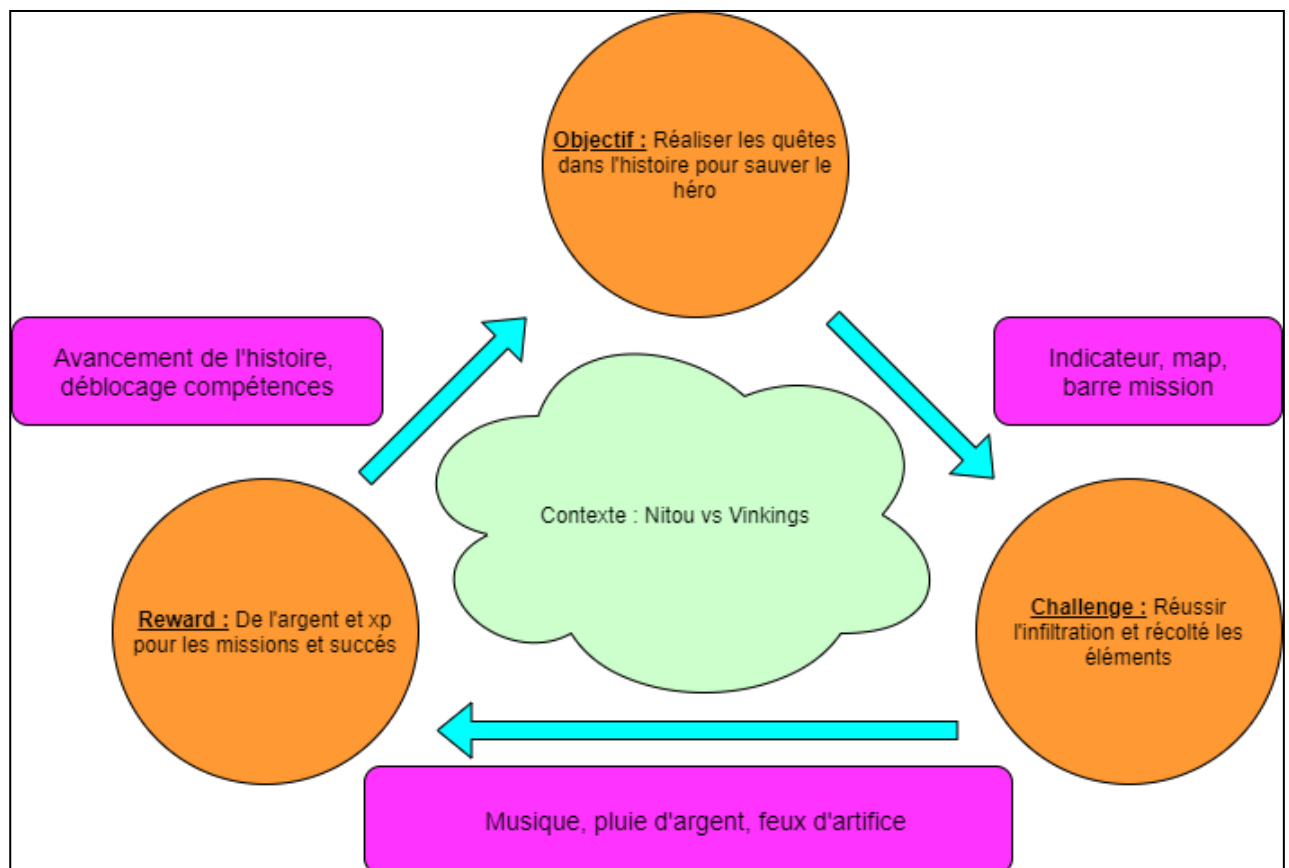 Objectif : Réaliser les quêtes
dans l'histoire pour sauver le
héro
Avancement de l'histoire,
déblocage compétences
Indicateur, map,
barre mission
Contexte : Nitou vs Vinkings
Reward : De l'argent et xp
pour les missions et succés
Challenge : Réussir
l'infiltration et récolté les
éléments
Musique, pluie d'argent, feux d'artifice